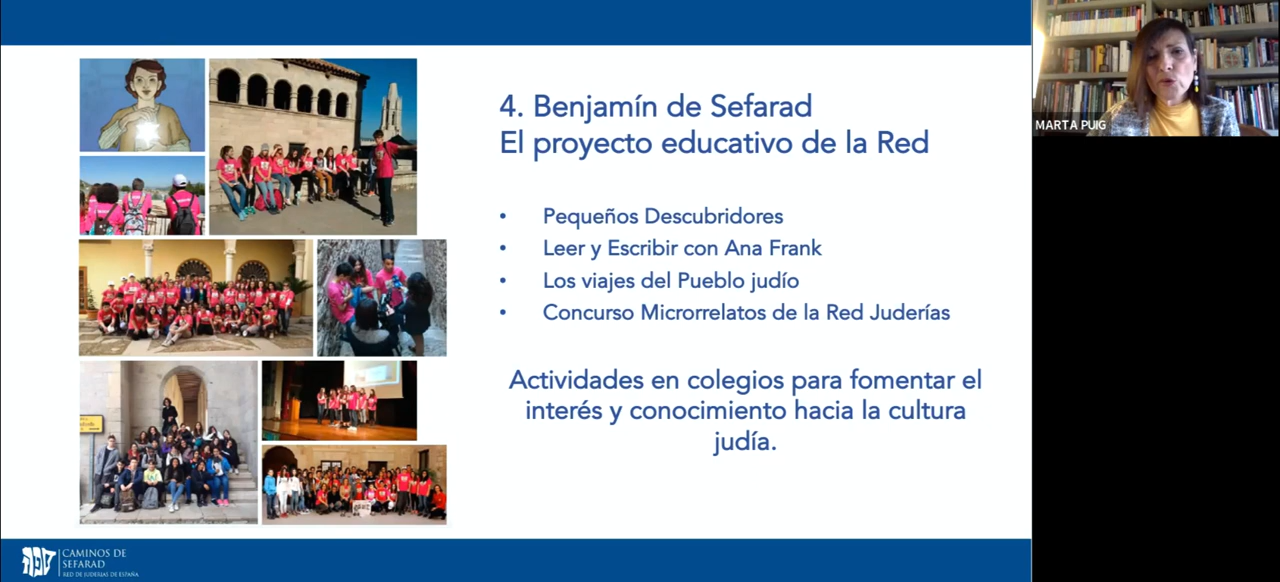 4. Benjamín de Sefarad
El proyecto educativo de la Red
• Pequeños Descubridores
• Leer y Escribir con Ana Frank
• Los viajes del Pueblo judío
• Concurso Microrrelatos de la Red Juderías
Actividades en colegios para fomentar el
interés y conocimiento hacia la cultura
judía.
CAMINOS DE
SEFARAD
RED DE JUDERÍAS DE ESPAÑA
MARTA PUIG